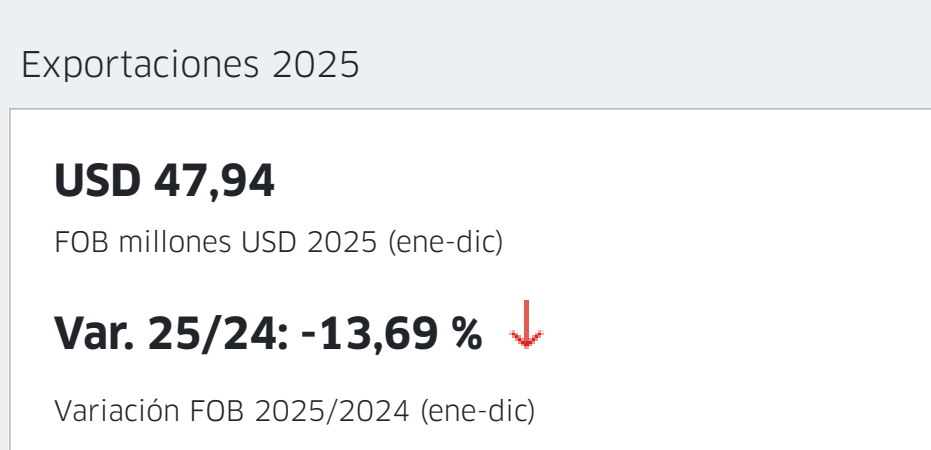 Exportaciones 2025
USD 47,94
FOB millones USD 2025 (ene-dic)
Var. 25/24: -13,69 %
Variación FOB 2025/2024 (ene-dic)